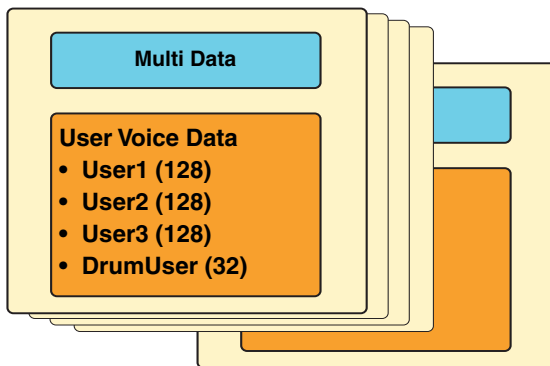 Multi Data
User Voice Data
• User1 (128)
• User2 (128)
• User3 (128)
• DrumUser (32)